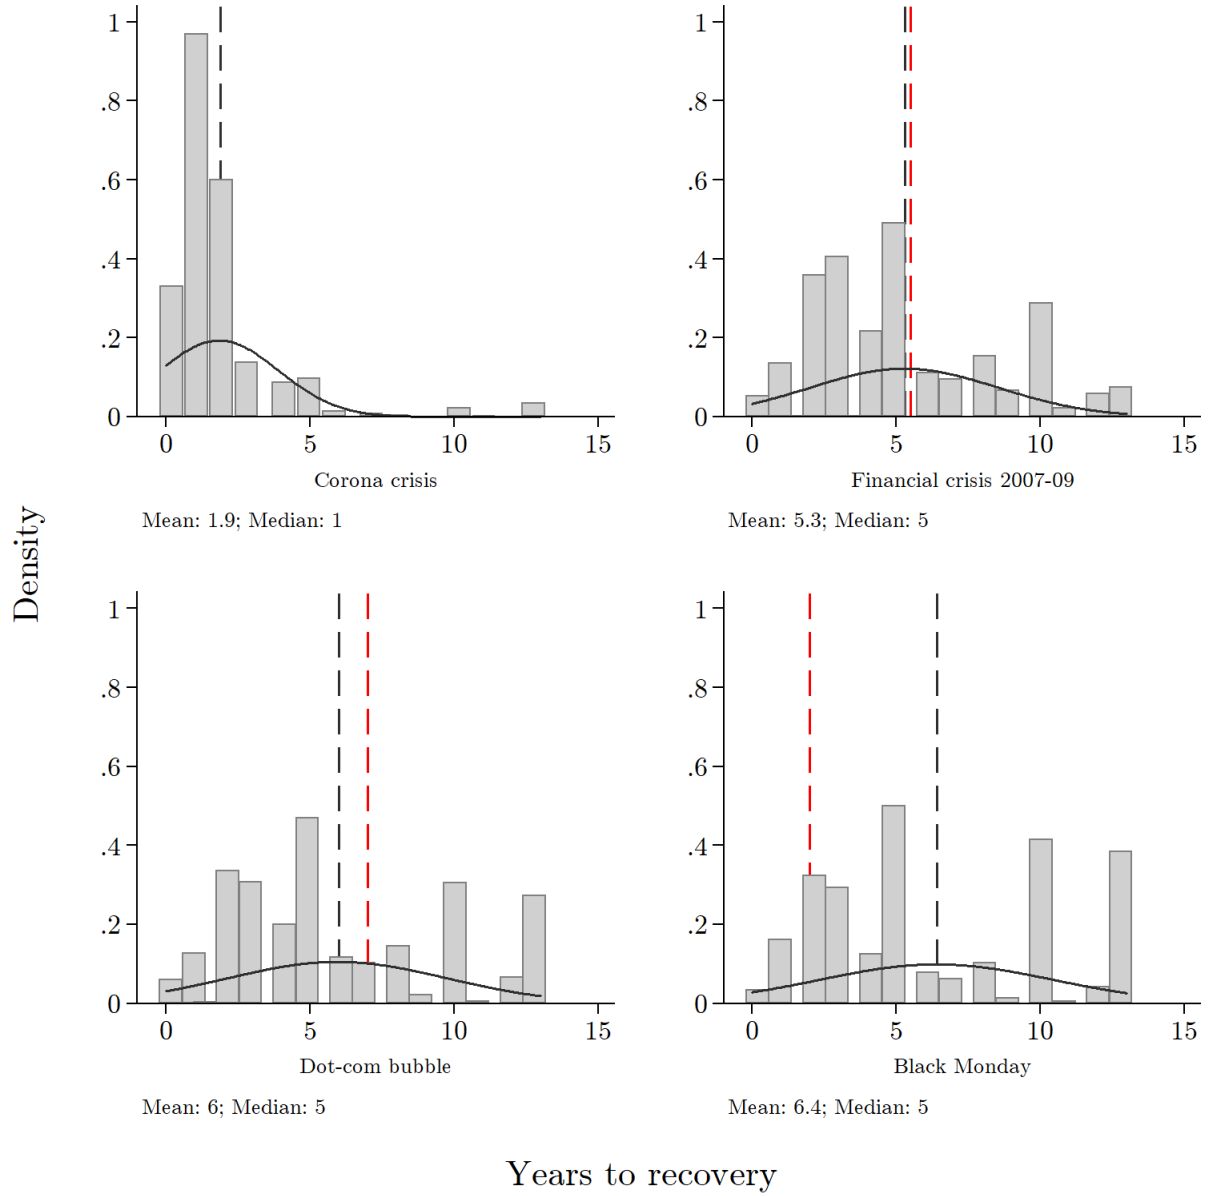 1
.8
.6
.4
.2
0
0 5 10 15
Corona crisis
Mean: 1.9; Median: 1
1
.8
.6
.4
.2
0
0 5 10 15
Financial crisis 2007-09
Mean: 5.3; Median: 5
Density
1
.8
.6
.4
.2
0
0 5 10 15
Dot-com bubble
Mean: 6; Median: 5
1
.8
.6
.4
.2
0
0 5 10 15
Black Monday
Mean: 6.4; Median: 5
Years to recovery